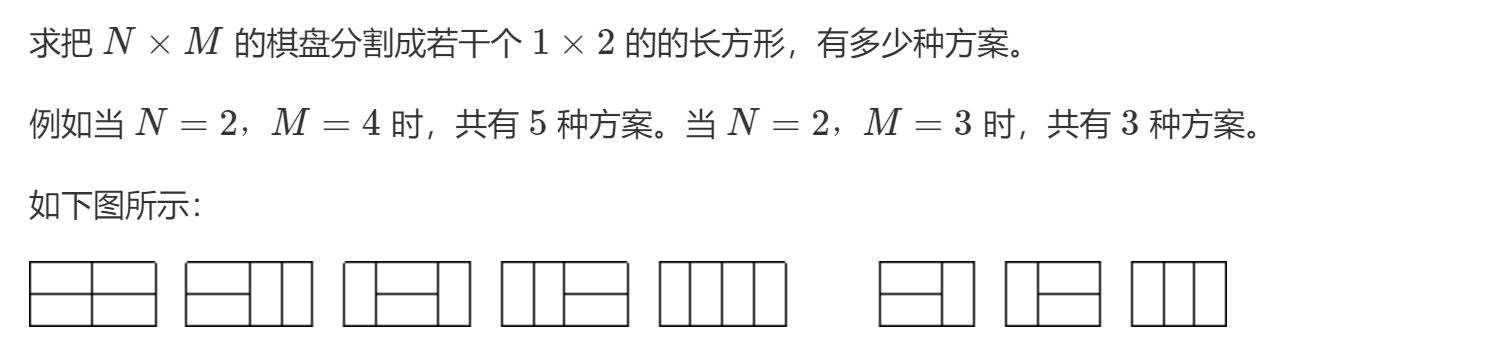 求把 N × M 的棋盘分割成若干个 1 × 2 的的长方形，有多少种方案。
例如当 N = 2，M = 4 时，共有 5 种方案。当 N = 2，M = 3 时，共有 3 种方案。
如下图所示：